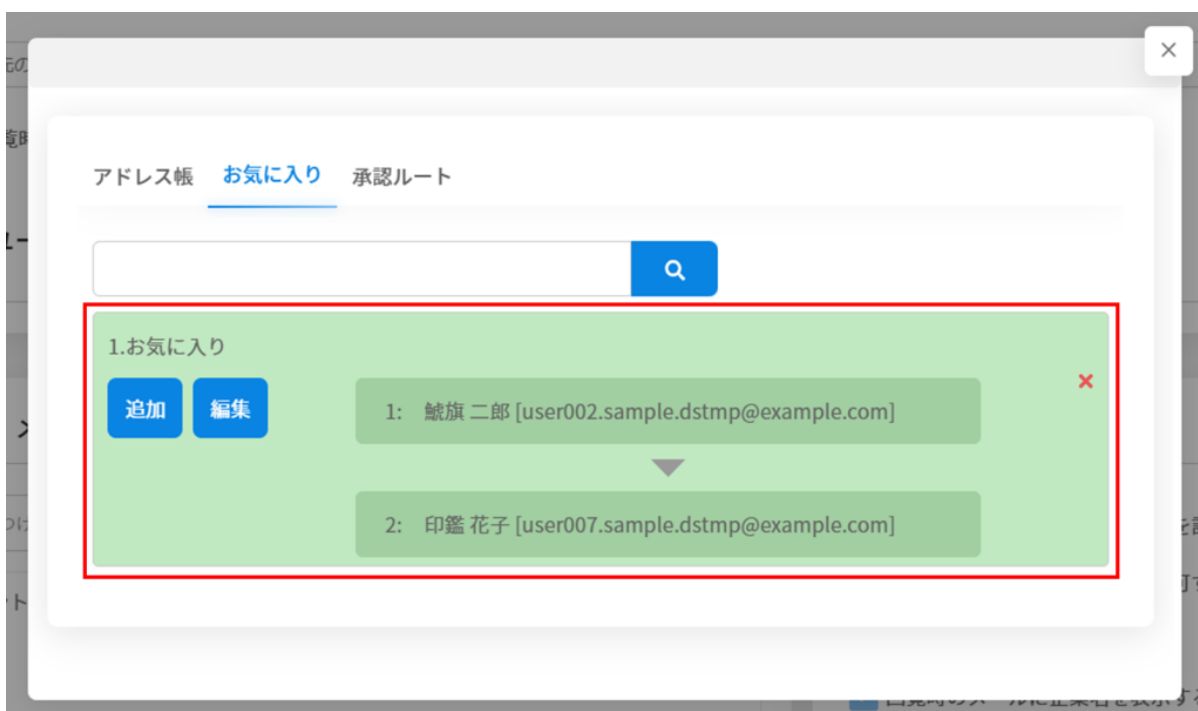 アドレス帳 お気に入り 承認ルート
1.お気に入り
追加 編集
1: 鯱旗 二郎 [user002.sample.dstmp@example.com]
2: 印鑑 花子 [user007.sample.dstmp@example.com]